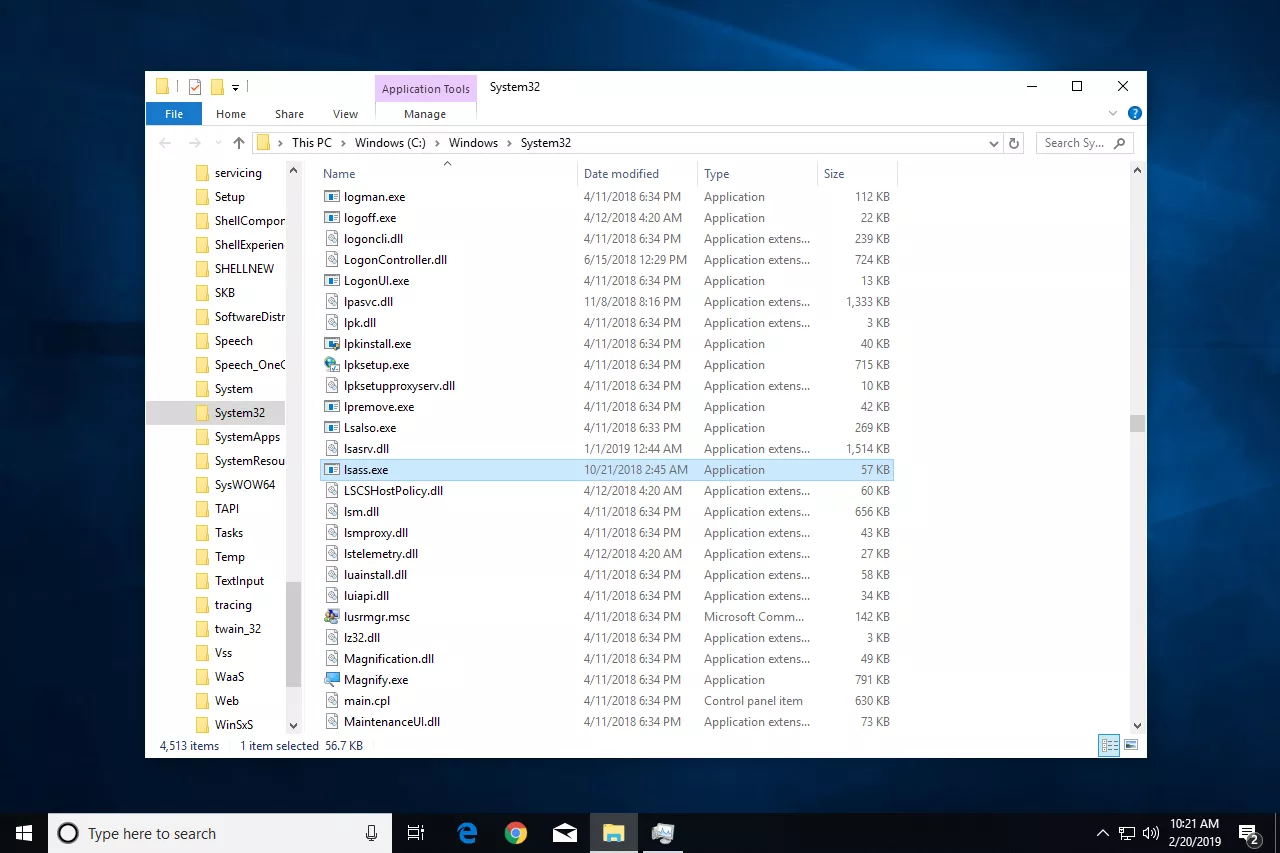 Application Tools System32
File Home Share View Manage
This PC Windows (C:) Windows System32 Search Sy...
servicing
Setup
ShellCompor
ShellExperien
SHELLNEW
SKB
SoftwareDistr
Speech
Speech_OneC
System
System32
SystemApps
SystemResou
SysWOW64
TAPI
Tasks
Temp
TextInput
tracing
twain_32
Vss
WaaS
Web
WinSxS
Name Date modified Type Size
logman.exe 4/11/2018 6:34 PM Application 112 KB
logoff.exe 4/12/2018 4:20 AM Application 22 KB
logoncli.dll 4/11/2018 6:34 PM Application extens... 239 KB
LogonController.dll 6/15/2018 12:29 PM Application extens... 724 KB
LogonUI.exe 4/11/2018 6:34 PM Application 13 KB
lpasvc.dll 11/8/2018 8:16 PM Application extens... 1,333 KB
lpk.dll 4/11/2018 6:34 PM Application extens... 3 KB
lpkinstall.exe 4/11/2018 6:34 PM Application 40 KB
lpksetup.exe 4/11/2018 6:34 PM Application 715 KB
lpksetupproxyserv.dll 4/11/2018 6:34 PM Application extens... 10 KB
lpremove.exe 4/11/2018 6:34 PM Application 42 KB
LsaIso.exe 4/11/2018 6:33 PM Application 269 KB
lsasrv.dll 1/1/2019 12:44 AM Application extens... 1,514 KB
lsass.exe 10/21/2018 2:45 AM Application 57 KB
LSCSHostPolicy.dll 4/12/2018 4:20 AM Application extens... 60 KB
lsm.dll 4/11/2018 6:34 PM Application extens... 656 KB
lsmproxy.dll 4/11/2018 6:34 PM Application extens... 43 KB
lstelemetry.dll 4/12/2018 4:20 AM Application extens... 27 KB
luainstall.dll 4/11/2018 6:34 PM Application extens... 58 KB
luiapi.dll 4/11/2018 6:34 PM Application extens... 34 KB
lusrmgr.msc 4/11/2018 6:34 PM Microsoft Comm... 142 KB
lz32.dll 4/11/2018 6:34 PM Application extens... 3 KB
Magnification.dll 4/11/2018 6:34 PM Application extens... 49 KB
Magnify.exe 4/11/2018 6:34 PM Application 791 KB
main.cpl 4/11/2018 6:34 PM Control panel item 630 KB
MaintenanceUI.dll 4/11/2018 6:34 PM Application extens... 73 KB
4,513 items 1 item selected 56.7 KB
Type here to search
10:21 AM
2/20/2019
2